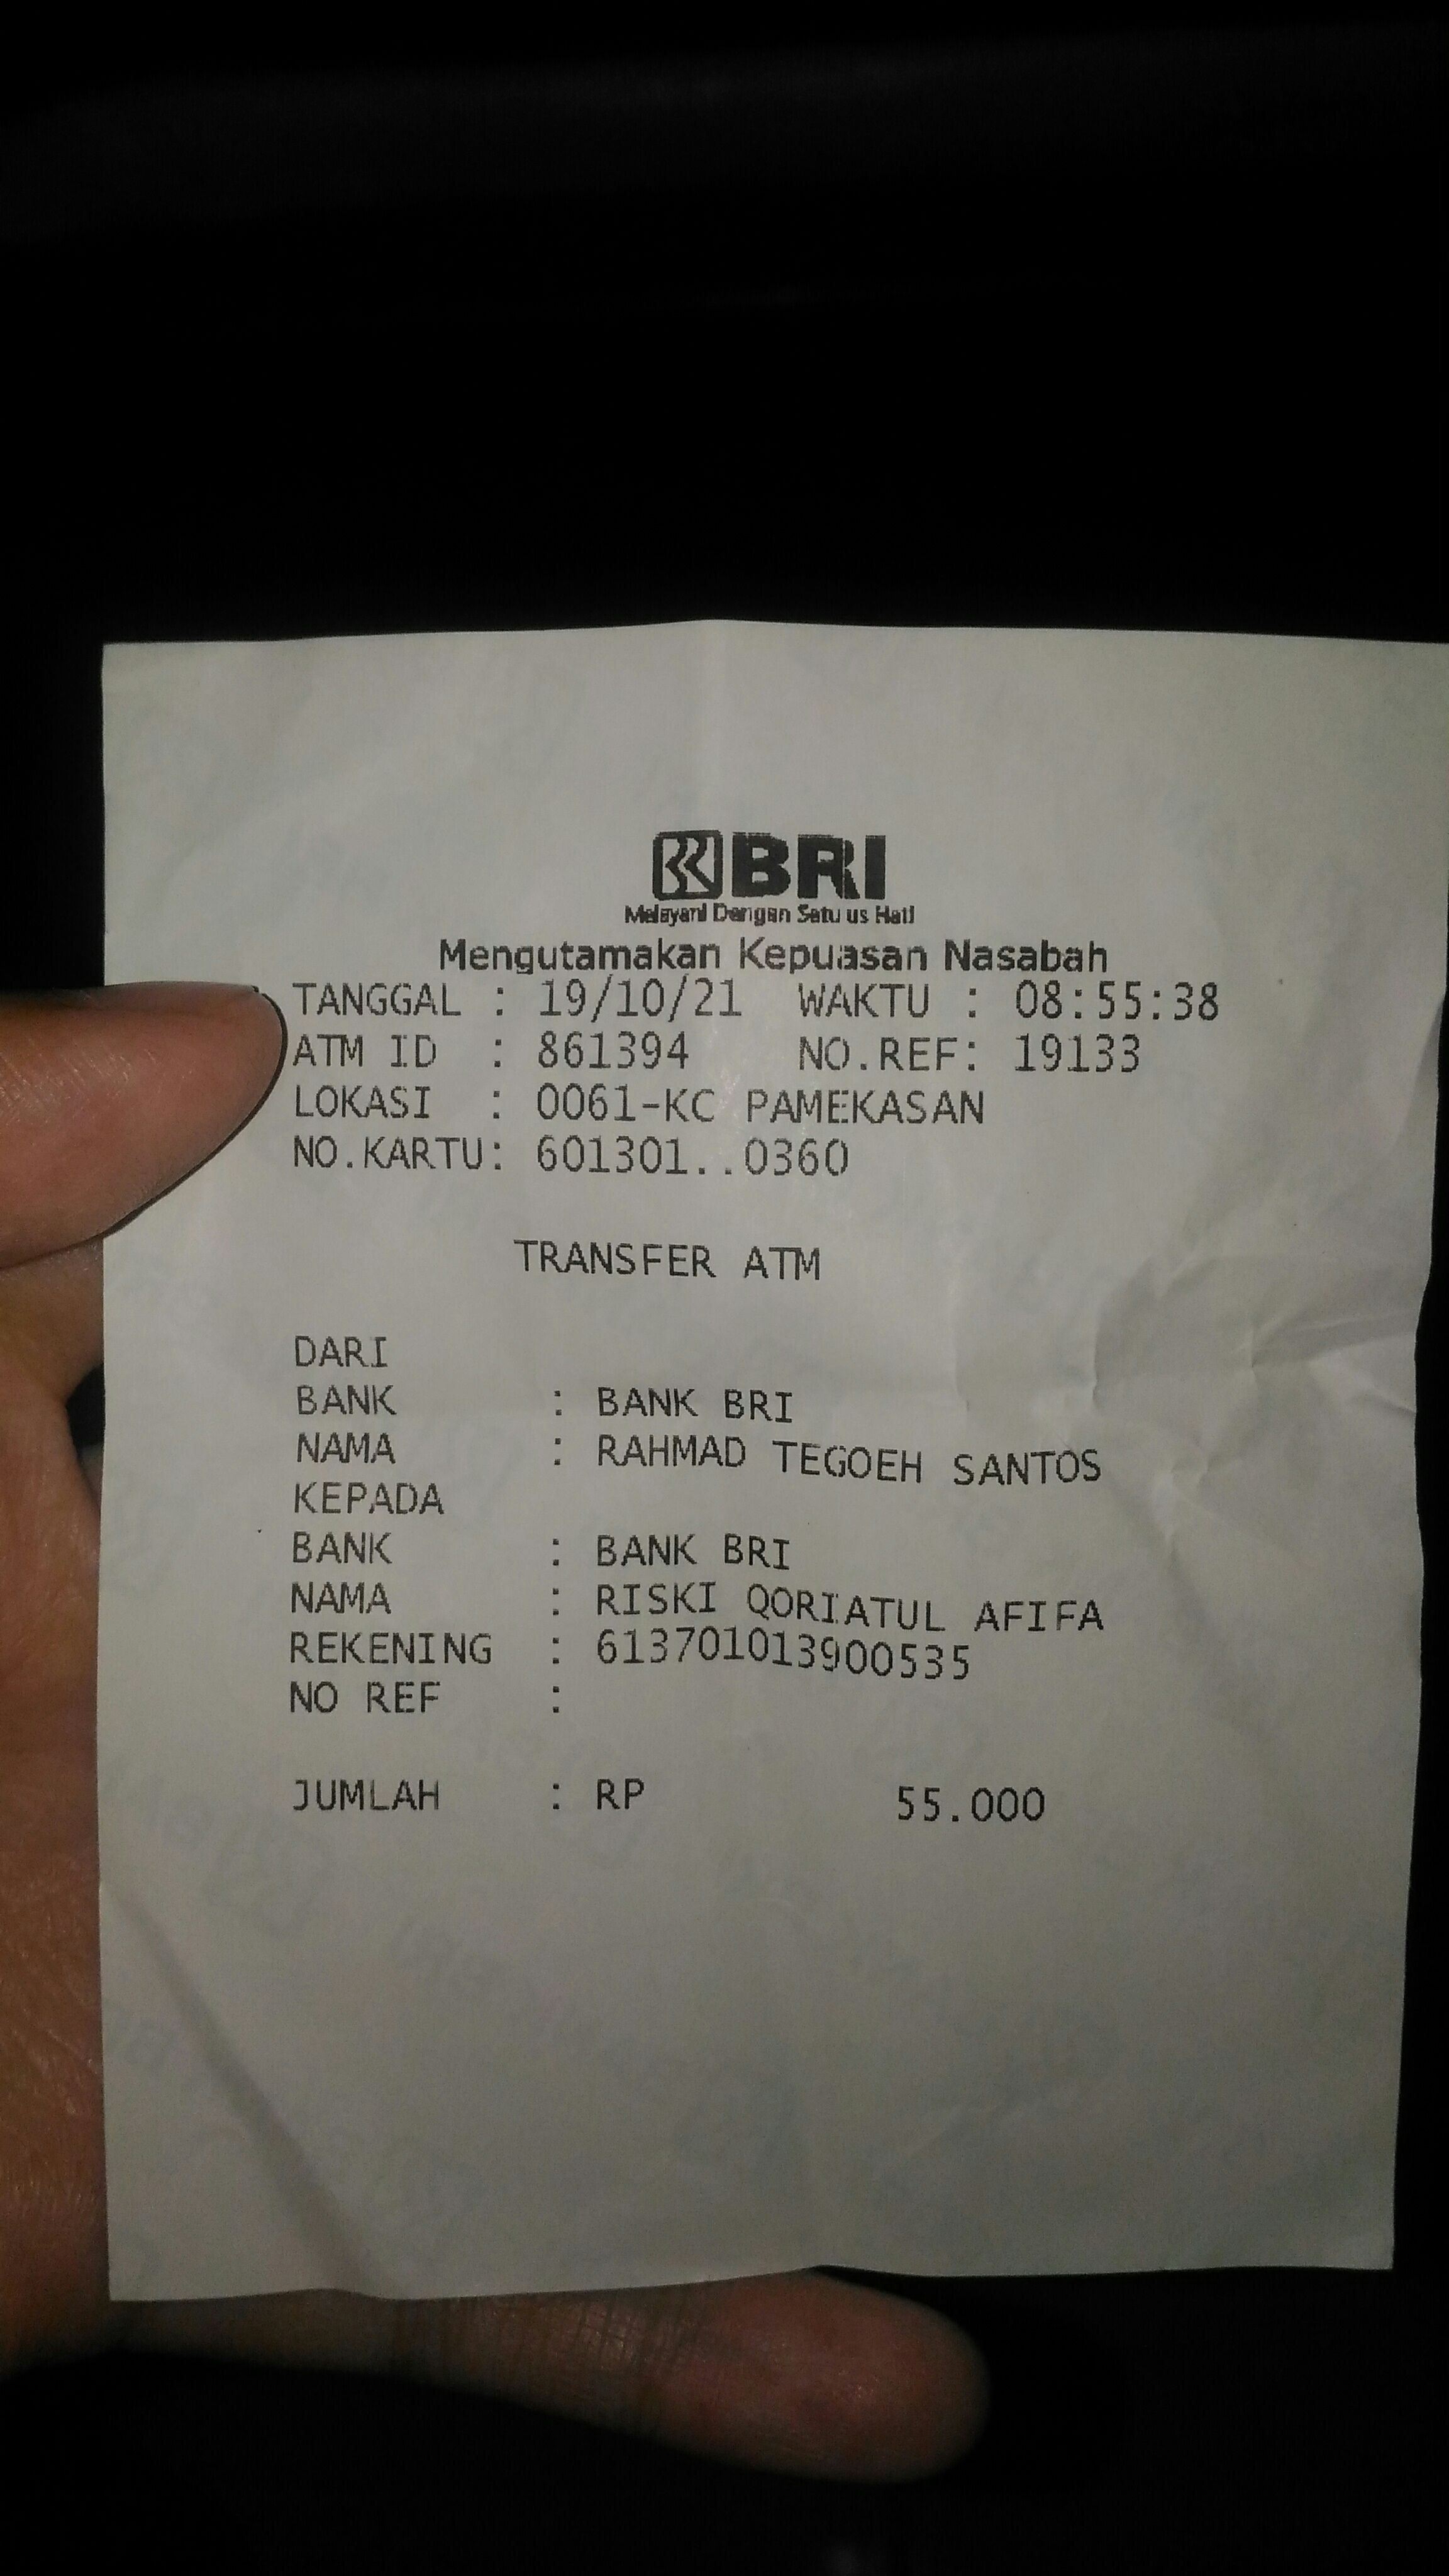 BRI
Melayani Dengan Setulus Hati
Mengutamakan Kepuasan Nasabah
TANGGAL : 19/10/21 WAKTU : 08:55:38
ATM ID : 861394 NO.REF: 19133
LOKASI : 0061-KC PAMEKASAN
NO.KARTU: 601301..0360
TRANSFER ATM
DARI
BANK : BANK BRI
NAMA : RAHMAD TEGOEH SANTOS
KEPADA
BANK : BANK BRI
NAMA : RISKI QORIATUL AFIFA
REKENING : 613701013900535
NO REF :
JUMLAH : RP 55.000